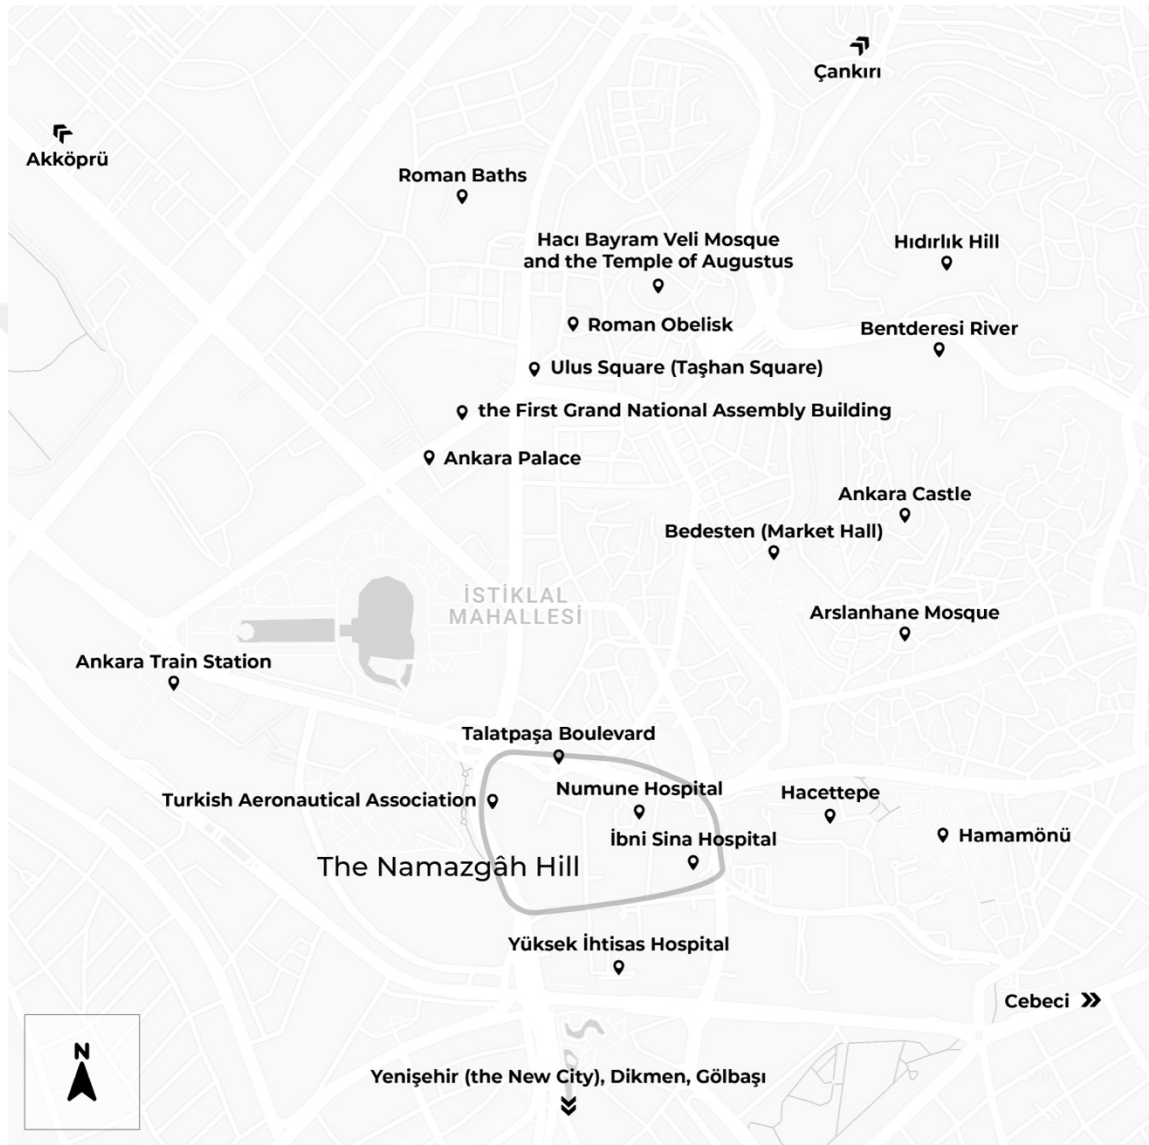 Çankırı
Akköprü
Roman Baths
Hacı Bayram Veli Mosque
and the Temple of Augustus
Hıdırlık Hill
Roman Obelisk
Bentderesi River
Ulus Square (Taşhan Square)
the First Grand National Assembly Building
Ankara Palace
Ankara Castle
Bedesten (Market Hall)
İSTİKLAL
MAHALLESİ
Arslanhane Mosque
Ankara Train Station
Talatpaşa Boulevard
Numune Hospital
Hacettepe
Turkish Aeronautical Association
İbni Sina Hospital
Hamamönü
The Namazgâh Hill
Yüksek İhtisas Hospital
Cebeci
N
Yenişehir (the New City), Dikmen, Gölbaşı